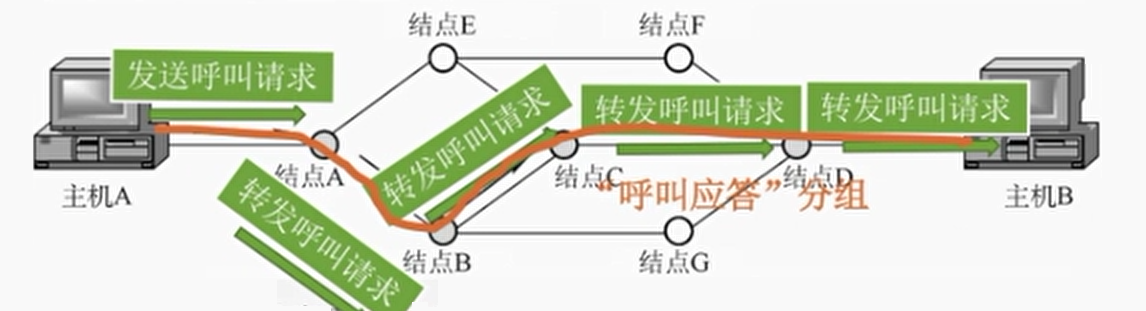 结点E
结点F
发送呼叫请求
转发呼叫请求
转发呼叫请求
转发呼叫请求
结点A
结点C
结点D
“呼叫应答”分组
主机A
主机B
转发呼叫请求
结点B
结点G